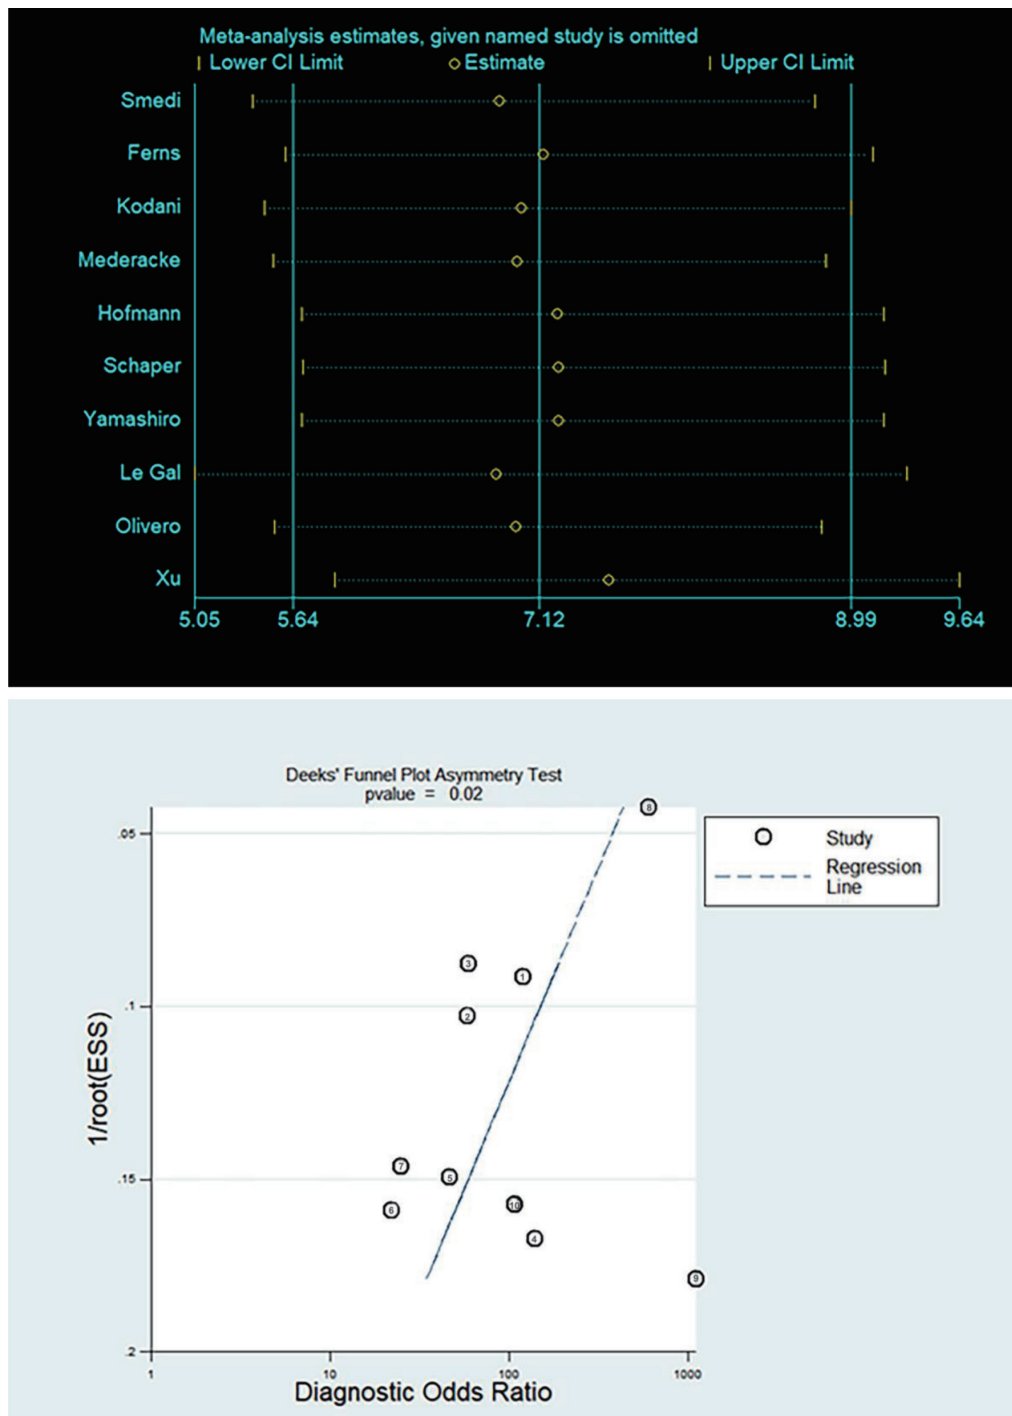 Meta-analysis estimates, given named study is omitted
Lower CI Limit Estimate Upper CI Limit
Smedi
Ferns
Kodani
Mederacke
Hofmann
Schaper
Yamashiro
Le Gal
Olivero
Xu
5.05 5.64 7.12 8.99 9.64
Deeks' Funnel Plot Asymmetry Test
pvalue = 0.02
Study
Regression
Line
1/root(ESS)
.05
.1
.15
.2
8
3
1
2
7
5
6
10
4
9
1 10 100 1000
Diagnostic Odds Ratio